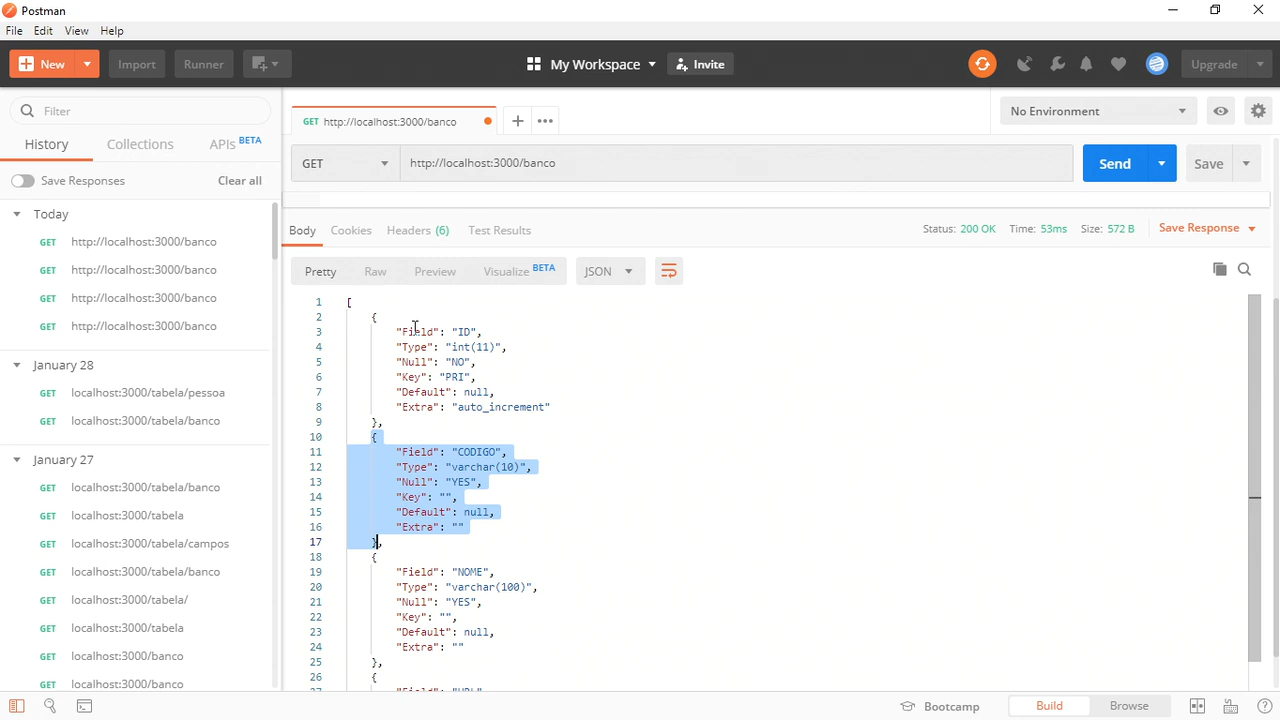 Postman
File Edit View Help
New Import Runner My Workspace Invite Upgrade
Filter
History Collections APIs BETA
Save Responses Clear all
Today
GET http://localhost:3000/banco
GET http://localhost:3000/banco
GET http://localhost:3000/banco
GET http://localhost:3000/banco
January 28
GET localhost:3000/tabela/pessoa
GET localhost:3000/tabela/banco
January 27
GET localhost:3000/tabela/banco
GET localhost:3000/tabela
GET localhost:3000/tabela/campos
GET localhost:3000/tabela/banco
GET localhost:3000/tabela/
GET localhost:3000/tabela
GET localhost:3000/banco
GET localhost:3000/banco
GET http://localhost:3000/banco + ••• No Environment
GET http://localhost:3000/banco Send Save
Body Cookies Headers (6) Test Results Status: 200 OK Time: 53ms Size: 572 B Save Response
Pretty Raw Preview Visualize BETA JSON
1 [
2 {
3 "Field": "ID",
4 "Type": "int(11)",
5 "Null": "NO",
6 "Key": "PRI",
7 "Default": null,
8 "Extra": "auto_increment"
9 },
10 {
11 "Field": "CODIGO",
12 "Type": "varchar(10)",
13 "Null": "YES",
14 "Key": "",
15 "Default": null,
16 "Extra": ""
17 },
18 {
19 "Field": "NOME",
20 "Type": "varchar(100)",
21 "Null": "YES",
22 "Key": "",
23 "Default": null,
24 "Extra": ""
25 },
26 {
27 "Field": "URL"
Bootcamp Build Browse